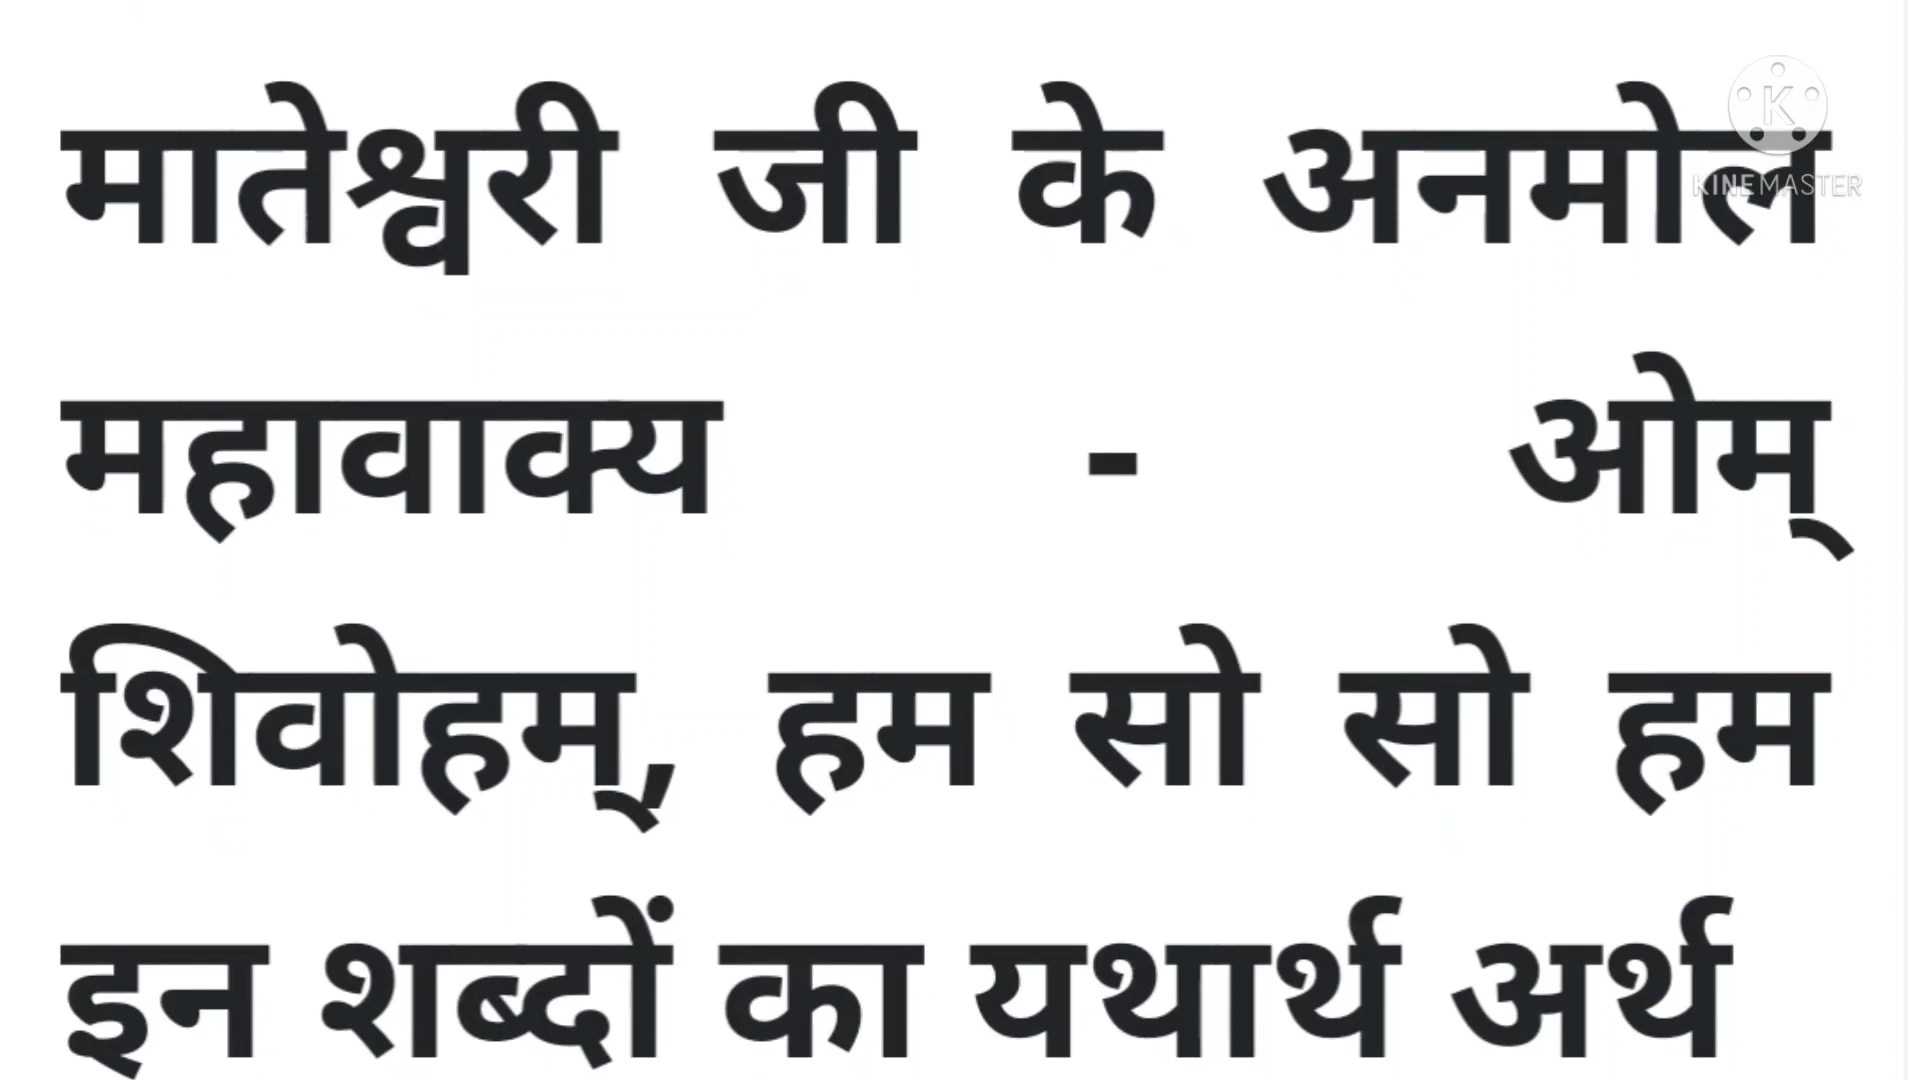 मातेश्वरी जी के अनमोल
KINEMASTER
महावाक्य - ओम्
शिवोहम्, हम सो सो हम
इन शब्दों का यथार्थ अर्थ